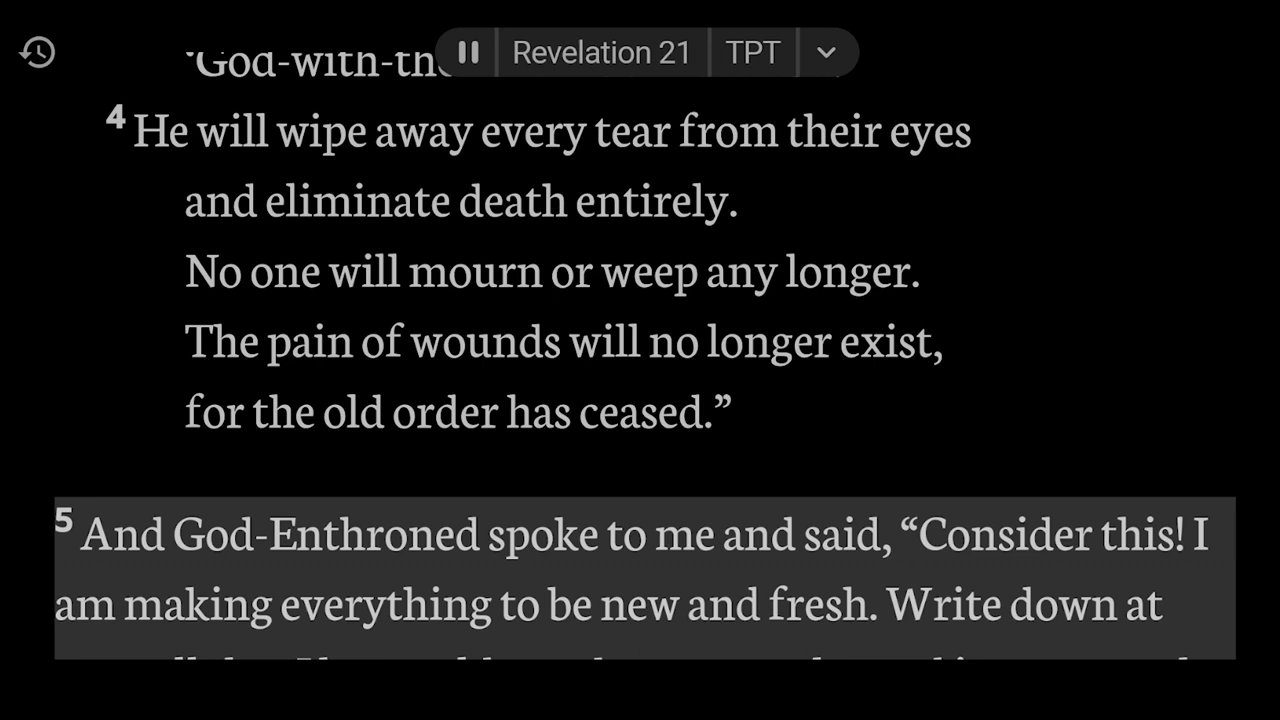 Revelation 21 TPT
"God-with-the
4 He will wipe away every tear from their eyes
and eliminate death entirely.
No one will mourn or weep any longer.
The pain of wounds will no longer exist,
for the old order has ceased.”
5 And God-Enthroned spoke to me and said, “Consider this! I
am making everything to be new and fresh. Write down at